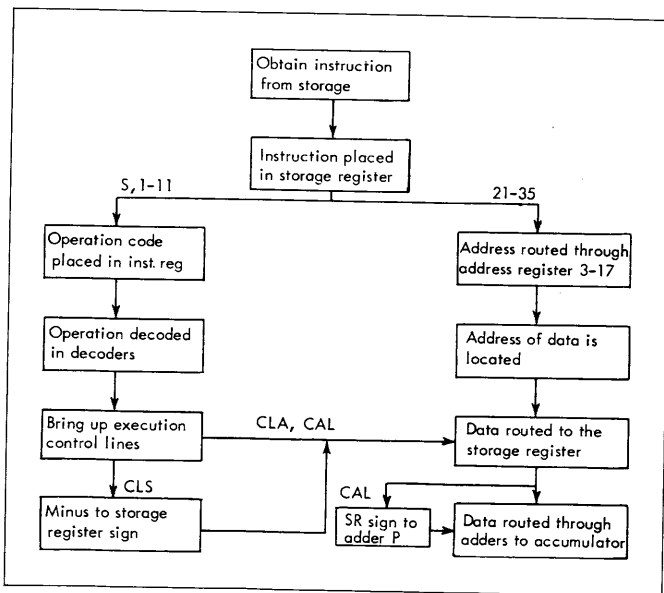 Obtain instruction
from storage
Instruction placed
in storage register
S, 1-11
21-35
Operation code
placed in inst. reg
Address routed through
address register 3-17
Operation decoded
in decoders
Address of data is
located
Bring up execution
control lines
CLA, CAL
Data routed to the
storage register
CLS
Minus to storage
register sign
CAL
SR sign to
adder P
Data routed through
adders to accumulator